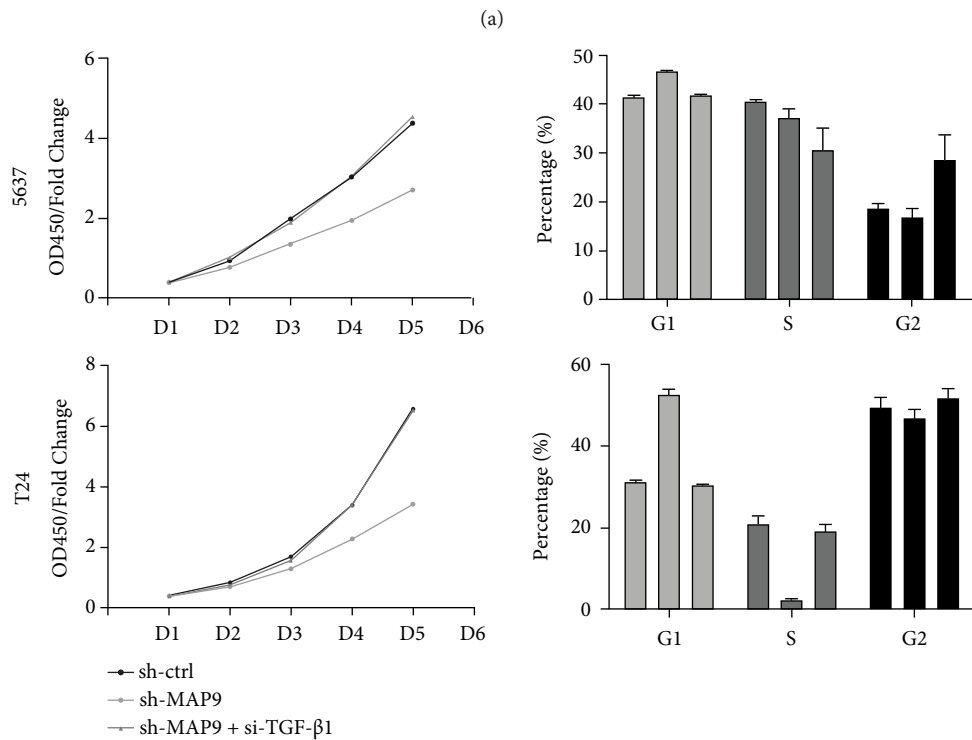 (a)
5637
OD450/Fold Change
6
4
2
0
D1 D2 D3 D4 D5 D6
Percentage (%)
50
40
30
20
10
0
G1 S G2
T24
OD450/Fold Change
8
6
4
2
0
D1 D2 D3 D4 D5 D6
sh-ctrl
sh-MAP9
sh-MAP9 + si-TGF-β1
Percentage (%)
60
40
20
0
G1 S G2